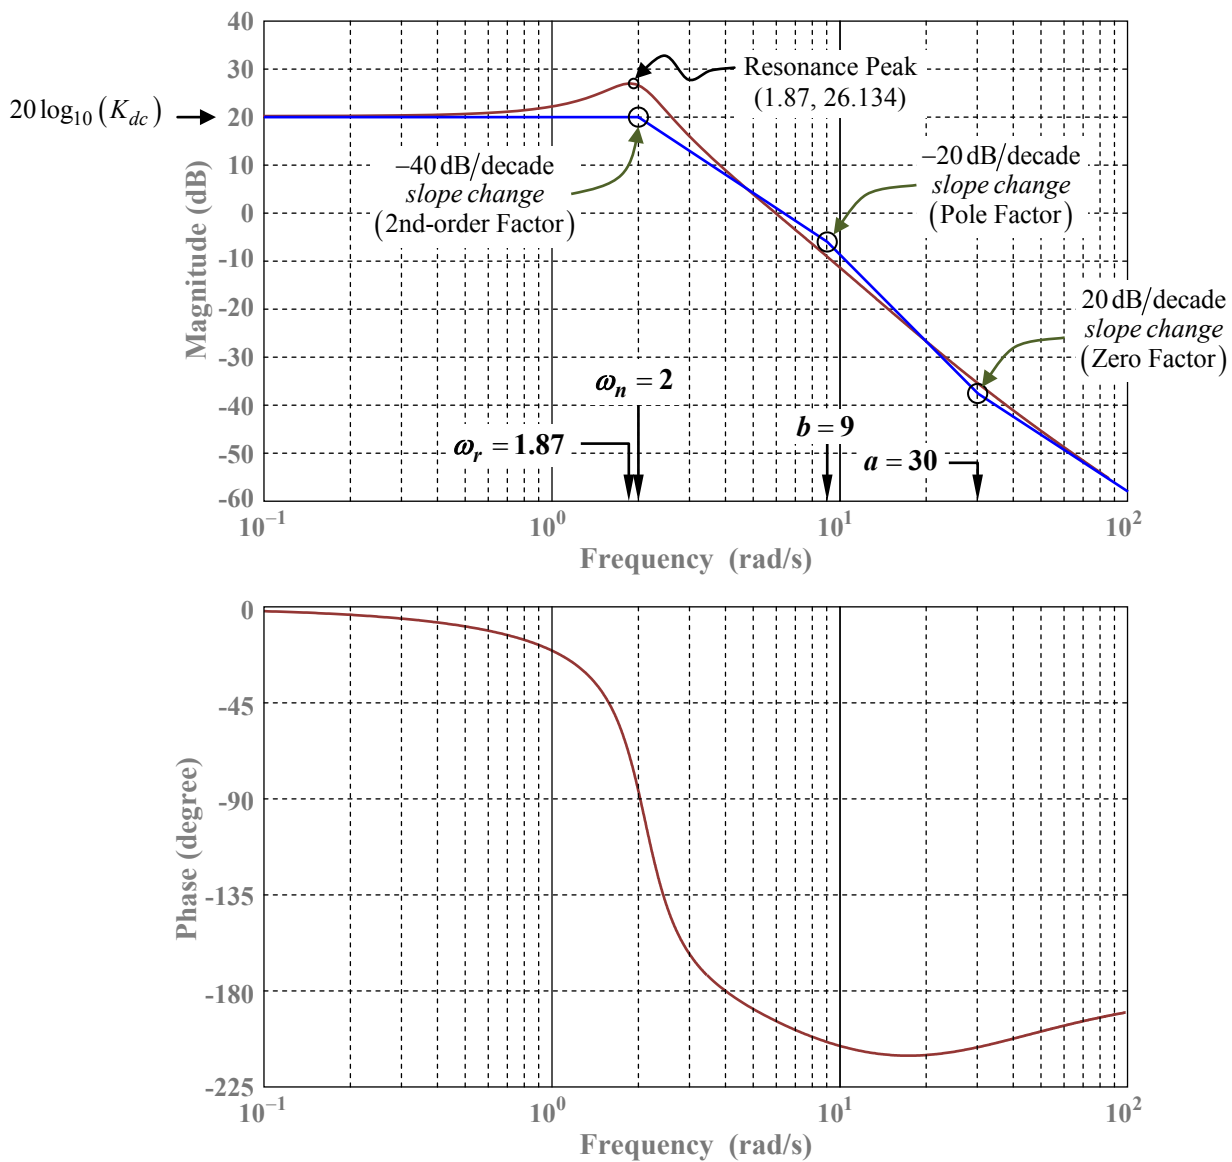 40
30
20
10
0
-10
-20
-30
-40
-50
-60
Magnitude (dB)
20 log₁₀ (K_dc)
Resonance Peak
(1.87, 26.134)
−40 dB/decade
slope change
(2nd-order Factor)
−20 dB/decade
slope change
(Pole Factor)
20 dB/decade
slope change
(Zero Factor)
ω_n = 2
ω_r = 1.87
b = 9
a = 30
10⁻¹ 10⁰ 10¹ 10²
Frequency (rad/s)
0
-45
-90
-135
-180
-225
Phase (degree)
10⁻¹ 10⁰ 10¹ 10²
Frequency (rad/s)